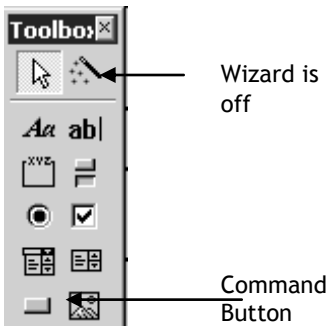 Toolbox
Wizard is
off
Aa ab|
XYZ
Command
Button